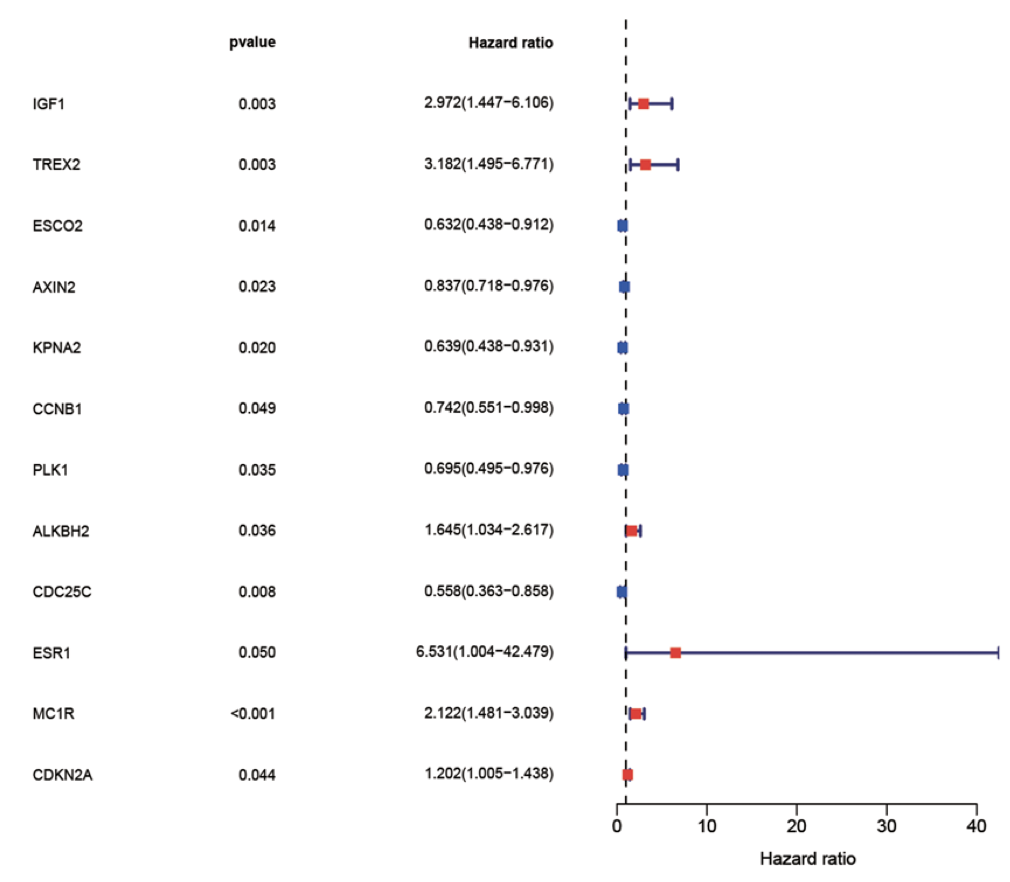 pvalue Hazard ratio
IGF1 0.003 2.972(1.447−6.106)
TREX2 0.003 3.182(1.495−6.771)
ESCO2 0.014 0.632(0.438−0.912)
AXIN2 0.023 0.837(0.718−0.976)
KPNA2 0.020 0.639(0.438−0.931)
CCNB1 0.049 0.742(0.551−0.998)
PLK1 0.035 0.695(0.495−0.976)
ALKBH2 0.036 1.645(1.034−2.617)
CDC25C 0.008 0.558(0.363−0.858)
ESR1 0.050 6.531(1.004−42.479)
MC1R <0.001 2.122(1.481−3.039)
CDKN2A 0.044 1.202(1.005−1.438)
0 10 20 30 40
Hazard ratio